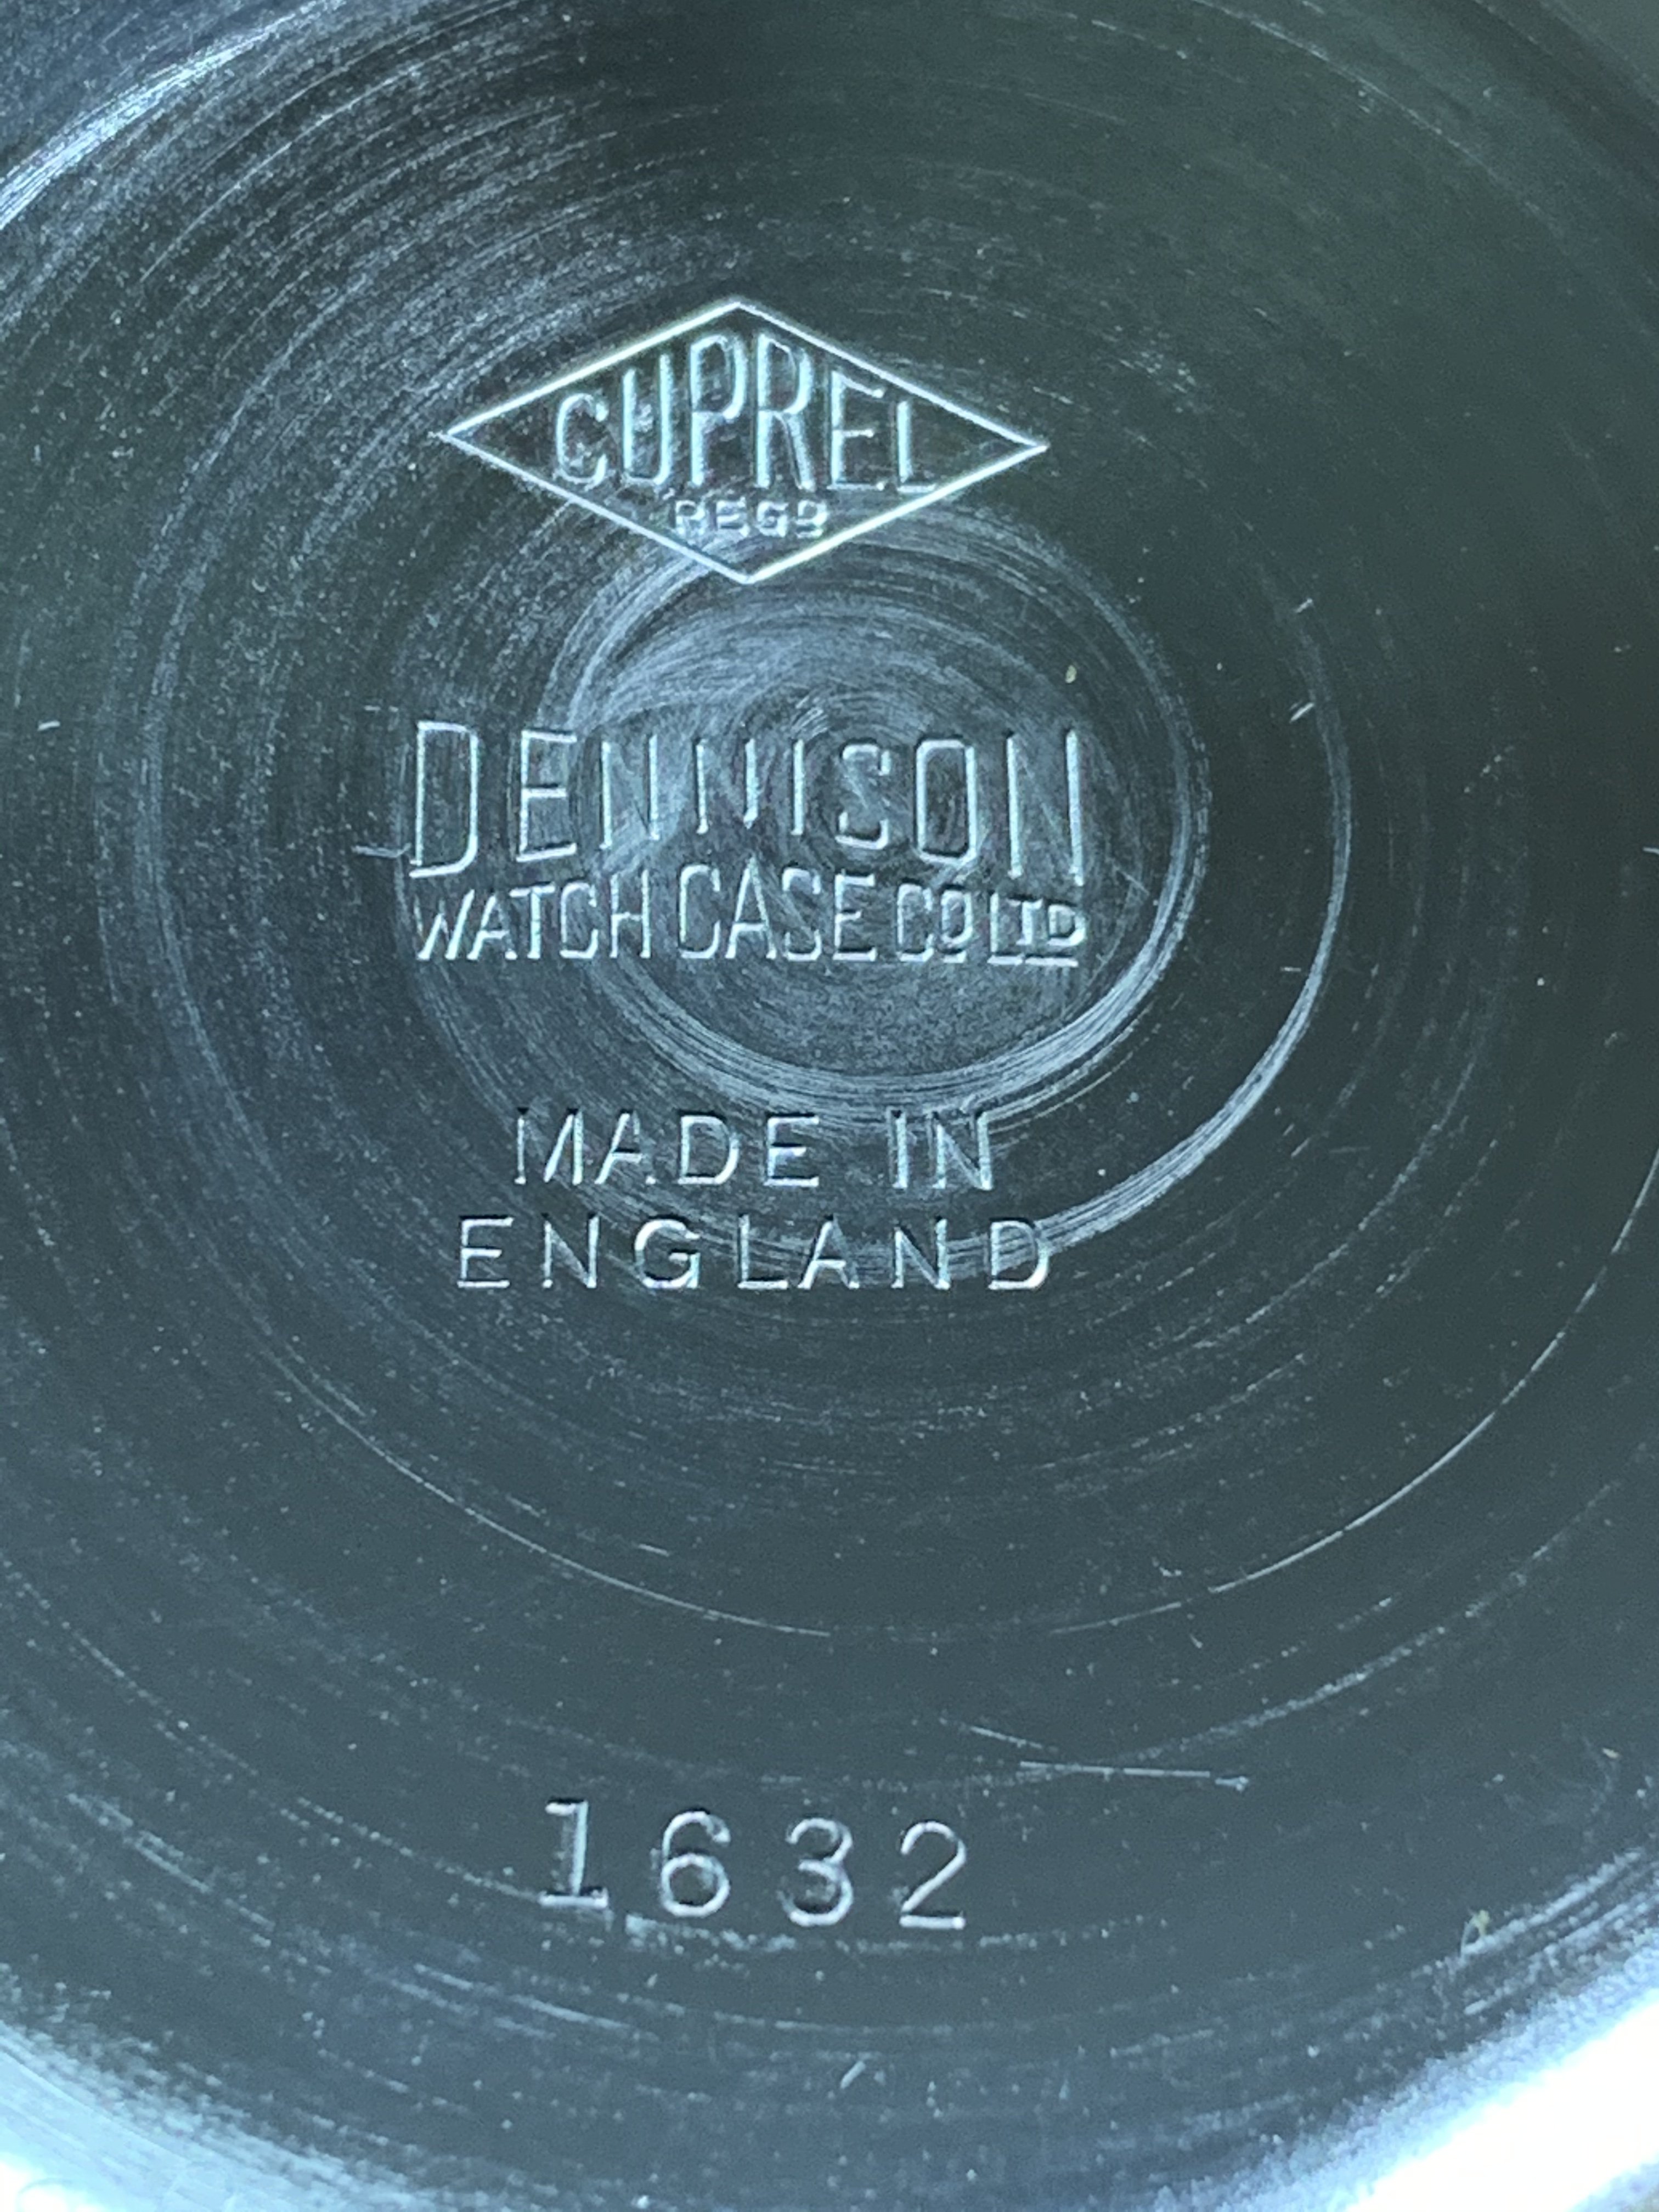 CUPREL
REGD
DENNISON
WATCH CASE CO LTD
MADE IN
ENGLAND
1632